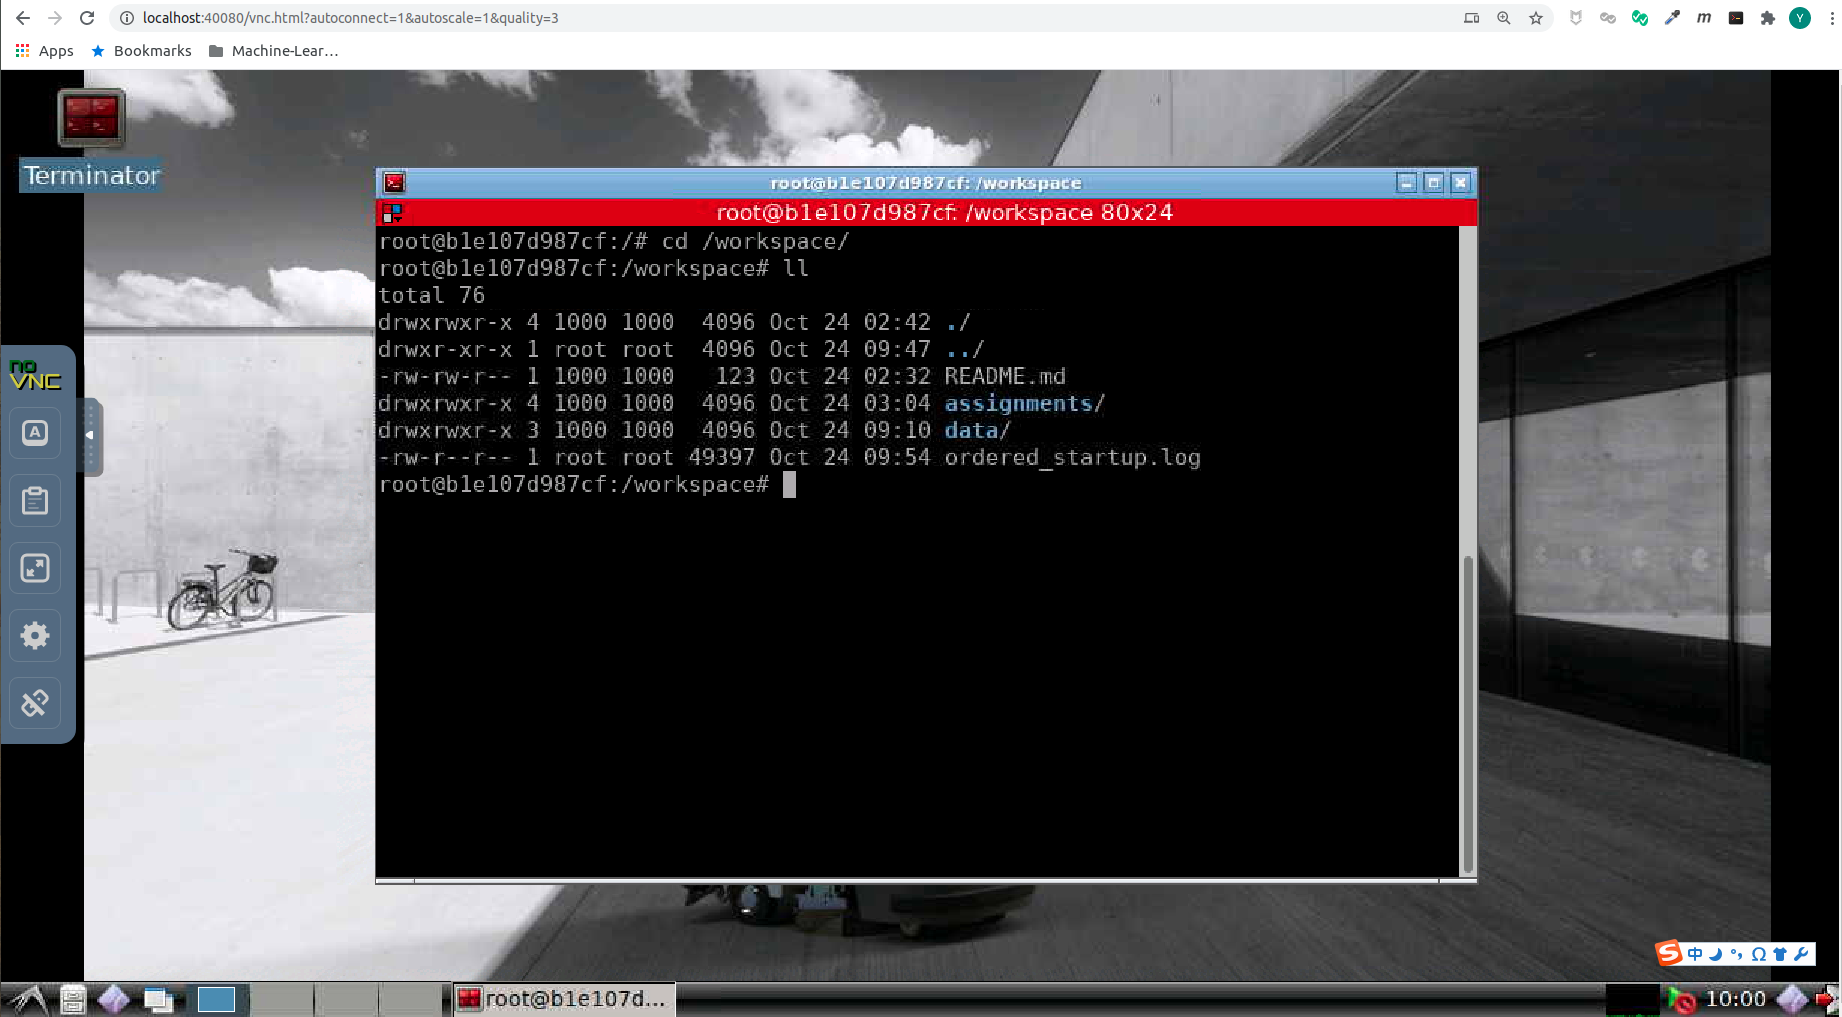 localhost:40080/vnc.html?autoconnect=1&autoscale=1&quality=3
m
Y
Apps
Bookmarks
Machine-Lear…
Terminator
root@b1e107d987cf: /workspace
root@b1e107d987cf: /workspace 80x24
root@b1e107d987cf:/# cd /workspace/
root@b1e107d987cf:/workspace# ll
total 76
drwxrwxr-x 4 1000 1000  4096 Oct 24 02:42 ./
drwxr-xr-x 1 root root  4096 Oct 24 09:47 ../
-rw-rw-r-- 1 1000 1000   123 Oct 24 02:32 README.md
drwxrwxr-x 4 1000 1000  4096 Oct 24 03:04 assignments/
drwxrwxr-x 3 1000 1000  4096 Oct 24 09:10 data/
-rw-r--r-- 1 root root 49397 Oct 24 09:54 ordered_startup.log
root@b1e107d987cf:/workspace#
no
VNC
A
S 中 Ω
root@b1e107d...
10:00